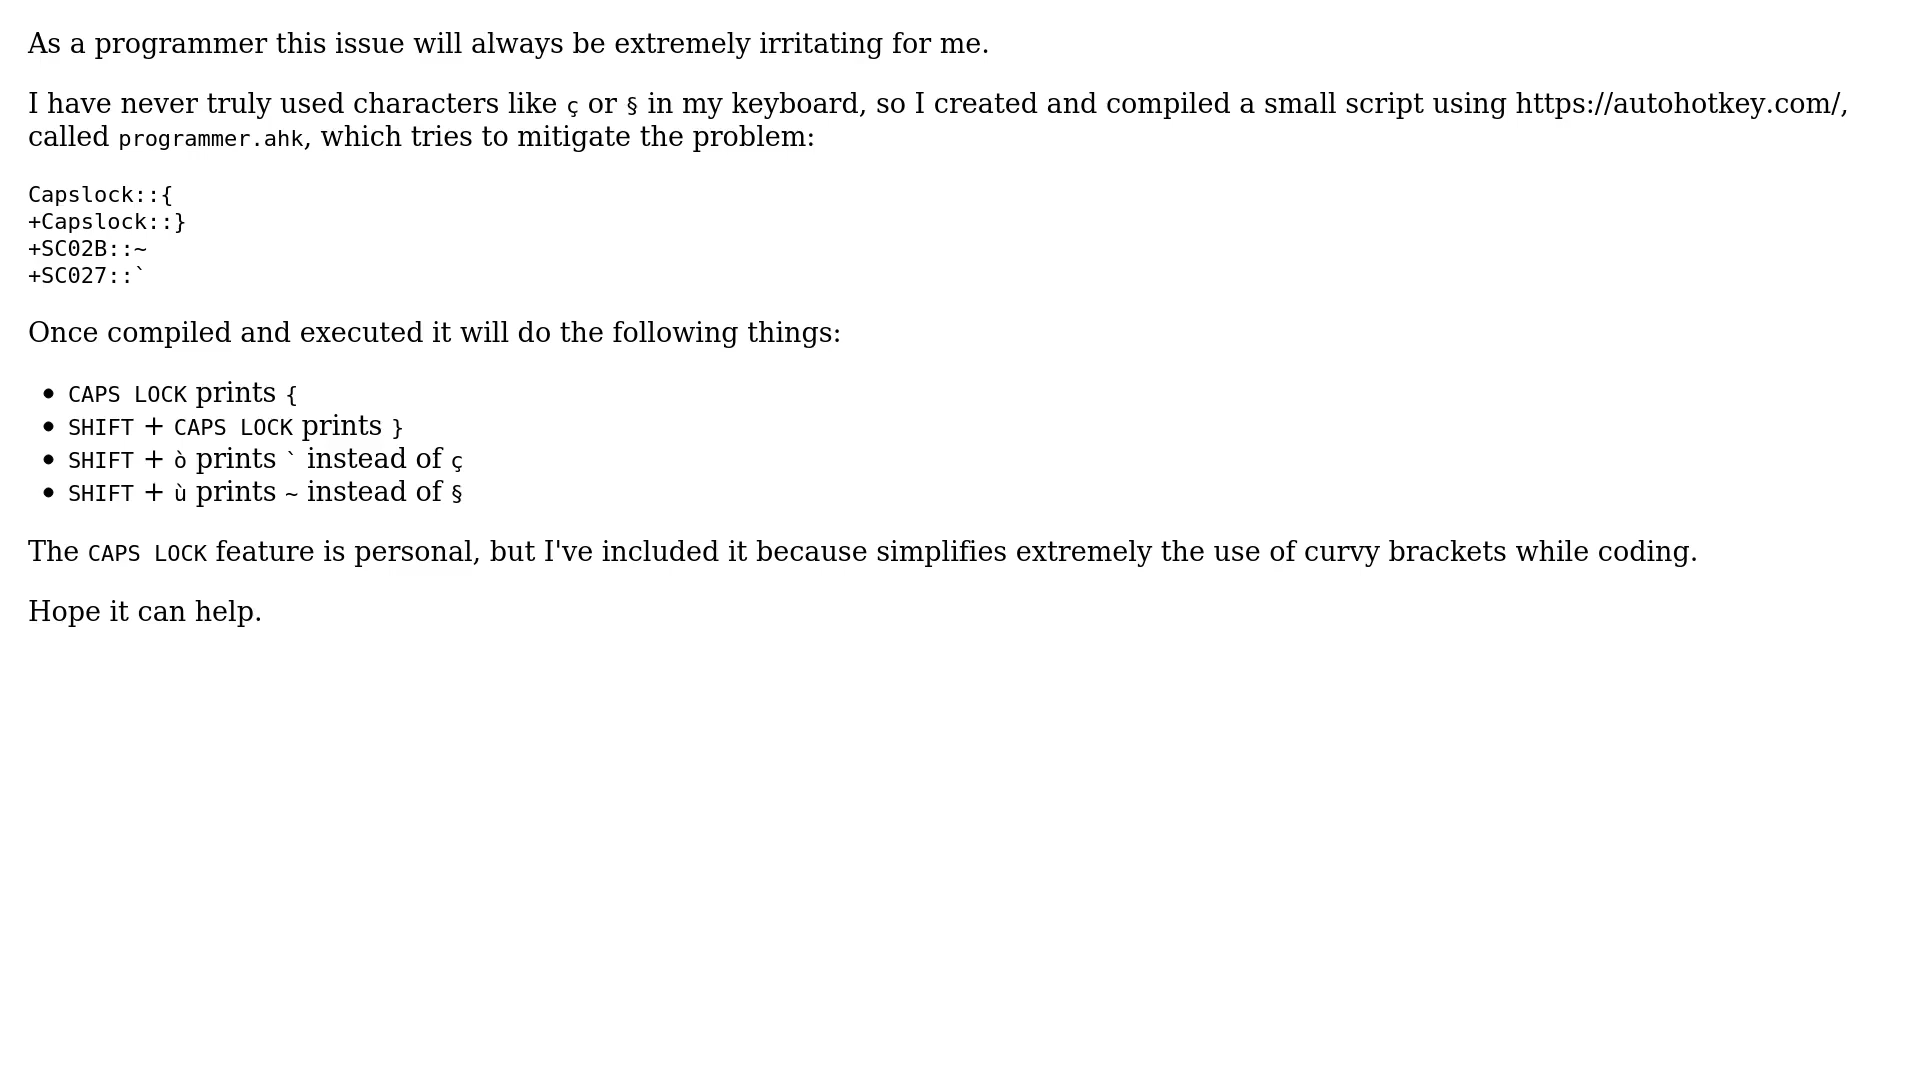 As a programmer this issue will always be extremely irritating for me.
I have never truly used characters like ç or § in my keyboard, so I created and compiled a small script using https://autohotkey.com/,
called programmer.ahk, which tries to mitigate the problem:
Capslock::{
+Capslock::}
+SC02B::~
+SC027::`
Once compiled and executed it will do the following things:
• CAPS LOCK prints {
• SHIFT + CAPS LOCK prints }
• SHIFT + ò prints ` instead of ç
• SHIFT + ù prints ~ instead of §
The CAPS LOCK feature is personal, but I've included it because simplifies extremely the use of curvy brackets while coding.
Hope it can help.